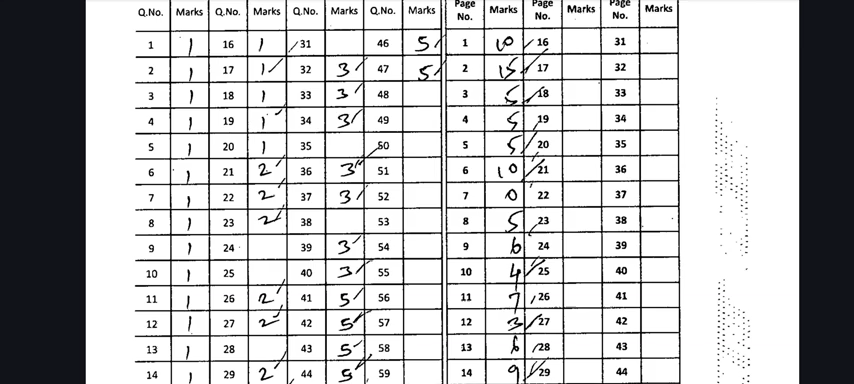 Q.No. Marks Q.No. Marks Q.No. Marks Q.No. Marks Page No. Marks Page No. Marks Page No. Marks
1 1 16 1 31 46 5 1 10 16 31
2 1 17 1 32 3 47 5 2 15 17 32
3 1 18 1 33 3 48 3 5 18 33
4 1 19 1 34 3 49 4 5 19 34
5 1 20 1 35 50 5 5 20 35
6 1 21 2 36 3 51 6 10 21 36
7 1 22 2 37 3 52 7 0 22 37
8 1 23 2 38 53 8 5 23 38
9 1 24 39 3 54 9 6 24 39
10 1 25 40 3 55 10 4 25 40
11 1 26 2 41 5 56 11 7 26 41
12 1 27 2 42 5 57 12 3 27 42
13 1 28 43 5 58 13 6 28 43
14 1 29 2 44 5 59 14 9 29 44